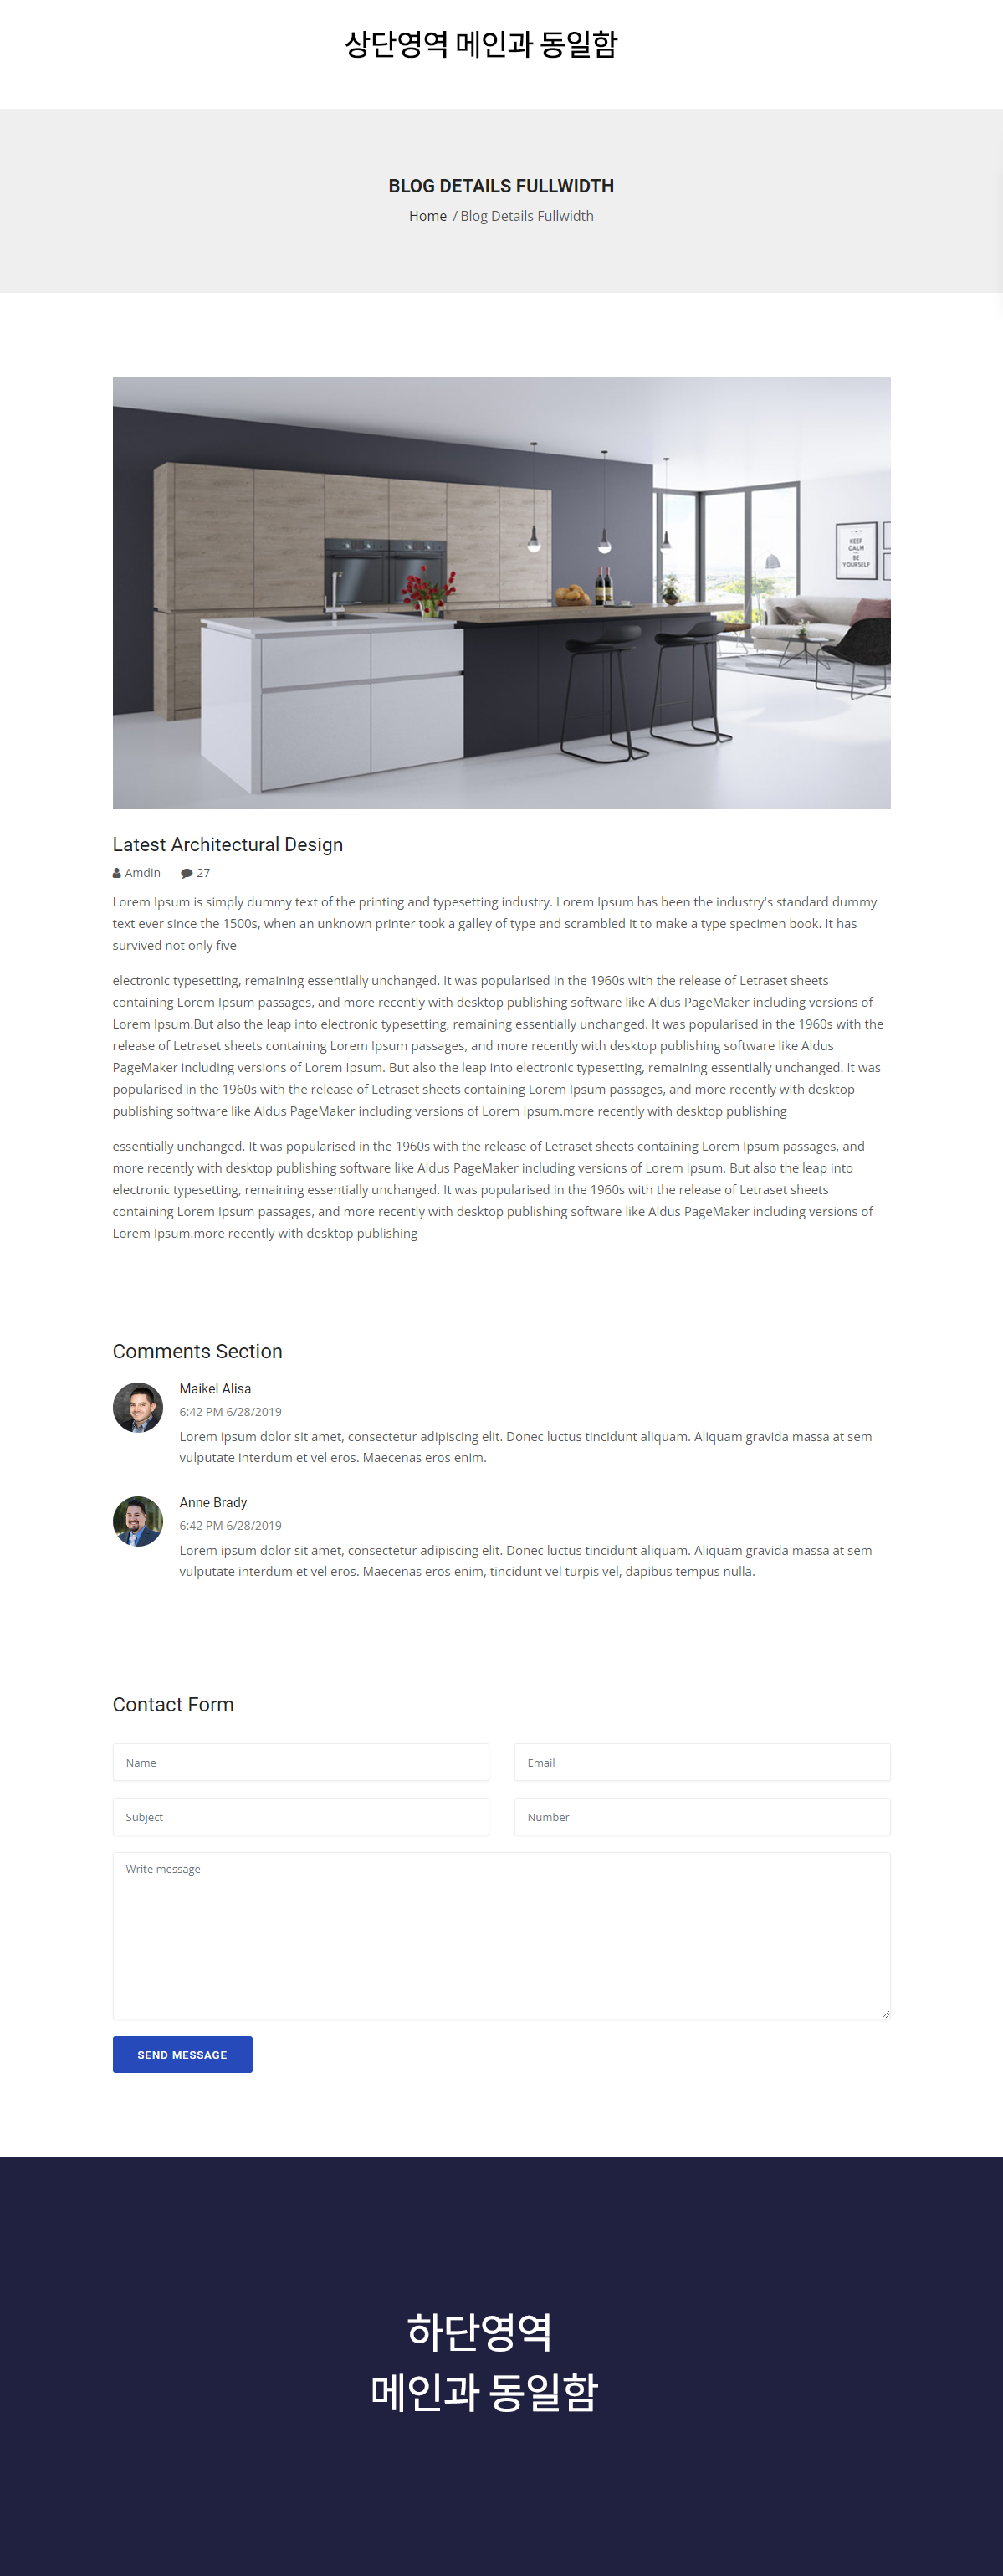 상단영역 메인과 동일함
BLOG DETAILS FULLWIDTH
Home / Blog Details Fullwidth
KEEP
CALM
AND
BE
YOURSELF
Latest Architectural Design
Amdin 27
Lorem Ipsum is simply dummy text of the printing and typesetting industry. Lorem Ipsum has been the industry's standard dummy
text ever since the 1500s, when an unknown printer took a galley of type and scrambled it to make a type specimen book. It has
survived not only five
electronic typesetting, remaining essentially unchanged. It was popularised in the 1960s with the release of Letraset sheets
containing Lorem Ipsum passages, and more recently with desktop publishing software like Aldus PageMaker including versions of
Lorem Ipsum.But also the leap into electronic typesetting, remaining essentially unchanged. It was popularised in the 1960s with the
release of Letraset sheets containing Lorem Ipsum passages, and more recently with desktop publishing software like Aldus
PageMaker including versions of Lorem Ipsum. But also the leap into electronic typesetting, remaining essentially unchanged. It was
popularised in the 1960s with the release of Letraset sheets containing Lorem Ipsum passages, and more recently with desktop
publishing software like Aldus PageMaker including versions of Lorem Ipsum.more recently with desktop publishing
essentially unchanged. It was popularised in the 1960s with the release of Letraset sheets containing Lorem Ipsum passages, and
more recently with desktop publishing software like Aldus PageMaker including versions of Lorem Ipsum. But also the leap into
electronic typesetting, remaining essentially unchanged. It was popularised in the 1960s with the release of Letraset sheets
containing Lorem Ipsum passages, and more recently with desktop publishing software like Aldus PageMaker including versions of
Lorem Ipsum.more recently with desktop publishing
Comments Section
Maikel Alisa
6:42 PM 6/28/2019
Lorem ipsum dolor sit amet, consectetur adipiscing elit. Donec luctus tincidunt aliquam. Aliquam gravida massa at sem
vulputate interdum et vel eros. Maecenas eros enim.
Anne Brady
6:42 PM 6/28/2019
Lorem ipsum dolor sit amet, consectetur adipiscing elit. Donec luctus tincidunt aliquam. Aliquam gravida massa at sem
vulputate interdum et vel eros. Maecenas eros enim, tincidunt vel turpis vel, dapibus tempus nulla.
Contact Form
Name Email
Subject Number
Write message
SEND MESSAGE
하단영역
메인과 동일함